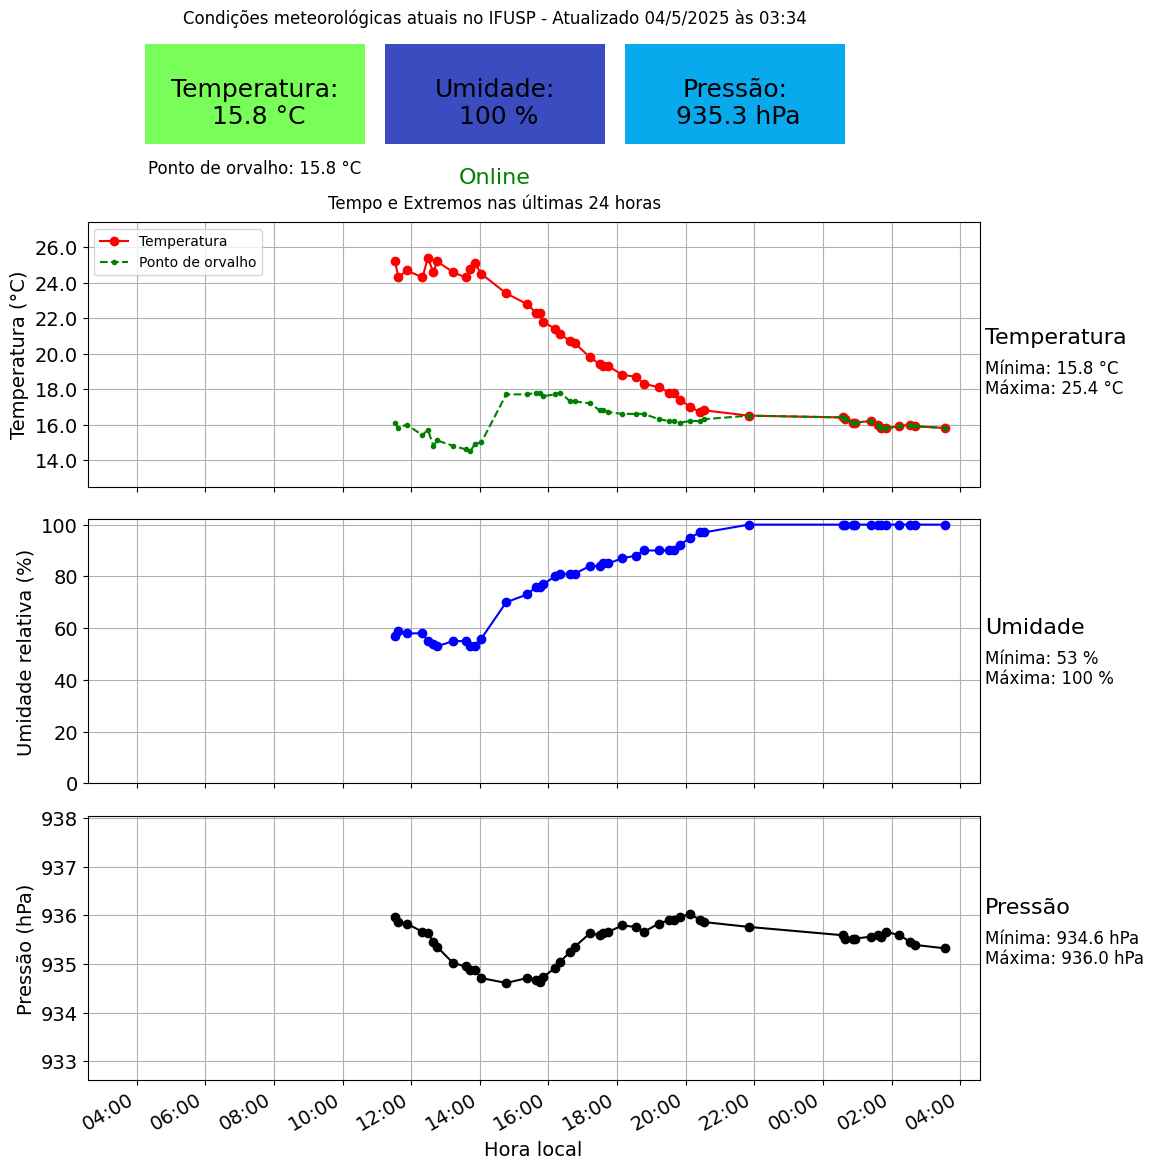 Condições meteorológicas atuais no IFUSP - Atualizado 04/5/2025 às 03:34
Temperatura:
15.8 °C
Umidade:
100 %
Pressão:
935.3 hPa
Ponto de orvalho: 15.8 °C
Online
Tempo e Extremos nas últimas 24 horas
Temperatura (°C)
26.0
24.0
22.0
20.0
18.0
16.0
14.0
Temperatura
Ponto de orvalho
Temperatura
Mínima: 15.8 °C
Máxima: 25.4 °C
Umidade relativa (%)
100
80
60
40
20
0
Umidade
Mínima: 53 %
Máxima: 100 %
Pressão (hPa)
938
937
936
935
934
933
Pressão
Mínima: 934.6 hPa
Máxima: 936.0 hPa
04:00
06:00
08:00
10:00
12:00
14:00
16:00
18:00
20:00
22:00
00:00
02:00
04:00
Hora local